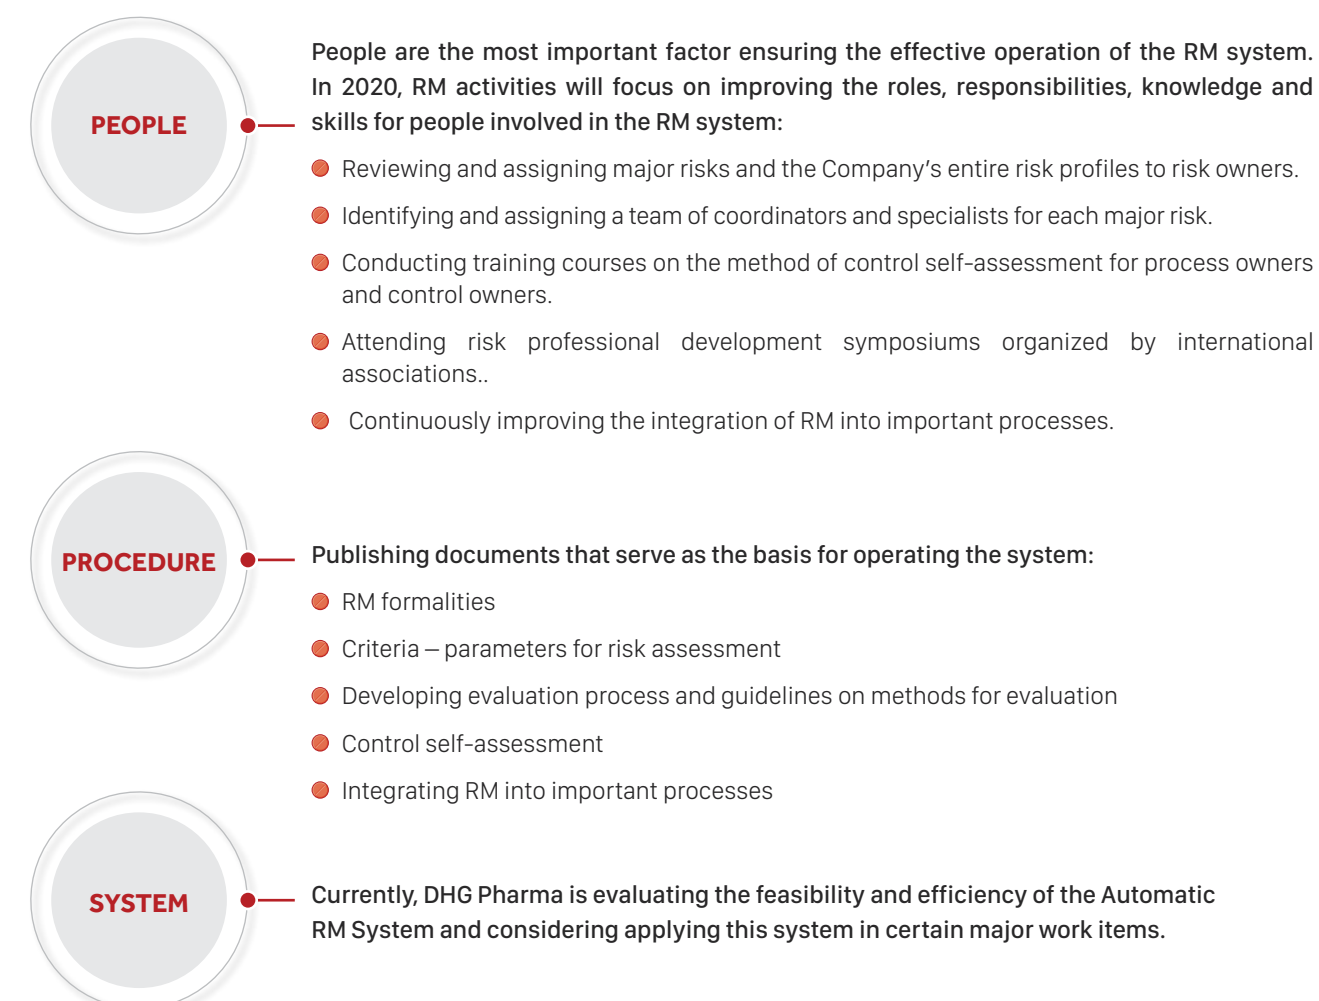 PEOPLE
People are the most important factor ensuring the effective operation of the RM system.
In 2020, RM activities will focus on improving the roles, responsibilities, knowledge and
skills for people involved in the RM system:
Reviewing and assigning major risks and the Company's entire risk profiles to risk owners.
Identifying and assigning a team of coordinators and specialists for each major risk.
Conducting training courses on the method of control self-assessment for process owners
and control owners.
Attending risk professional development symposiums organized by international
associations..
Continuously improving the integration of RM into important processes.
PROCEDURE
Publishing documents that serve as the basis for operating the system:
RM formalities
Criteria – parameters for risk assessment
Developing evaluation process and guidelines on methods for evaluation
Control self-assessment
Integrating RM into important processes
SYSTEM
Currently, DHG Pharma is evaluating the feasibility and efficiency of the Automatic
RM System and considering applying this system in certain major work items.